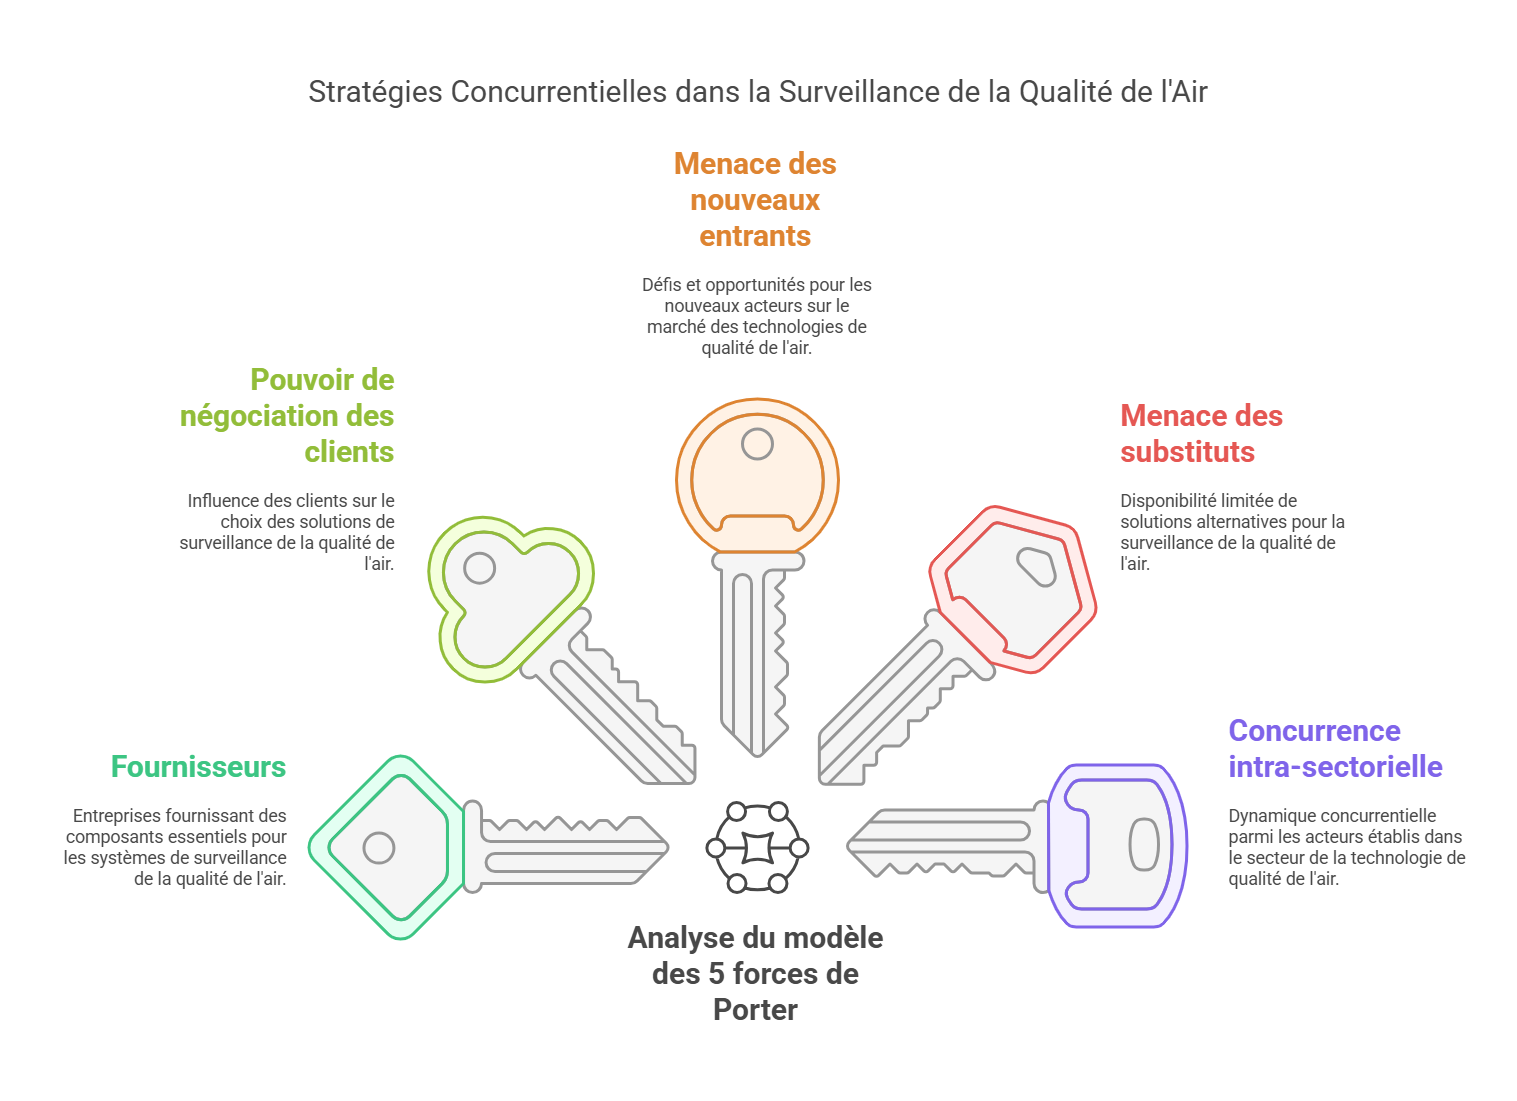 Stratégies Concurrentielles dans la Surveillance de la Qualité de l'Air
Menace des
nouveaux
entrants
Défis et opportunités pour les
nouveaux acteurs sur le
marché des technologies de
qualité de l'air.
Pouvoir de
négociation des
clients
Influence des clients sur le
choix des solutions de
surveillance de la qualité de
l'air.
Menace des
substituts
Disponibilité limitée de
solutions alternatives pour la
surveillance de la qualité de
l'air.
Fournisseurs
Entreprises fournissant des
composants essentiels pour
les systèmes de surveillance
de la qualité de l'air.
Concurrence
intra-sectorielle
Dynamique concurrentielle
parmi les acteurs établis dans
le secteur de la technologie de
qualité de l'air.
Analyse du modèle
des 5 forces de
Porter